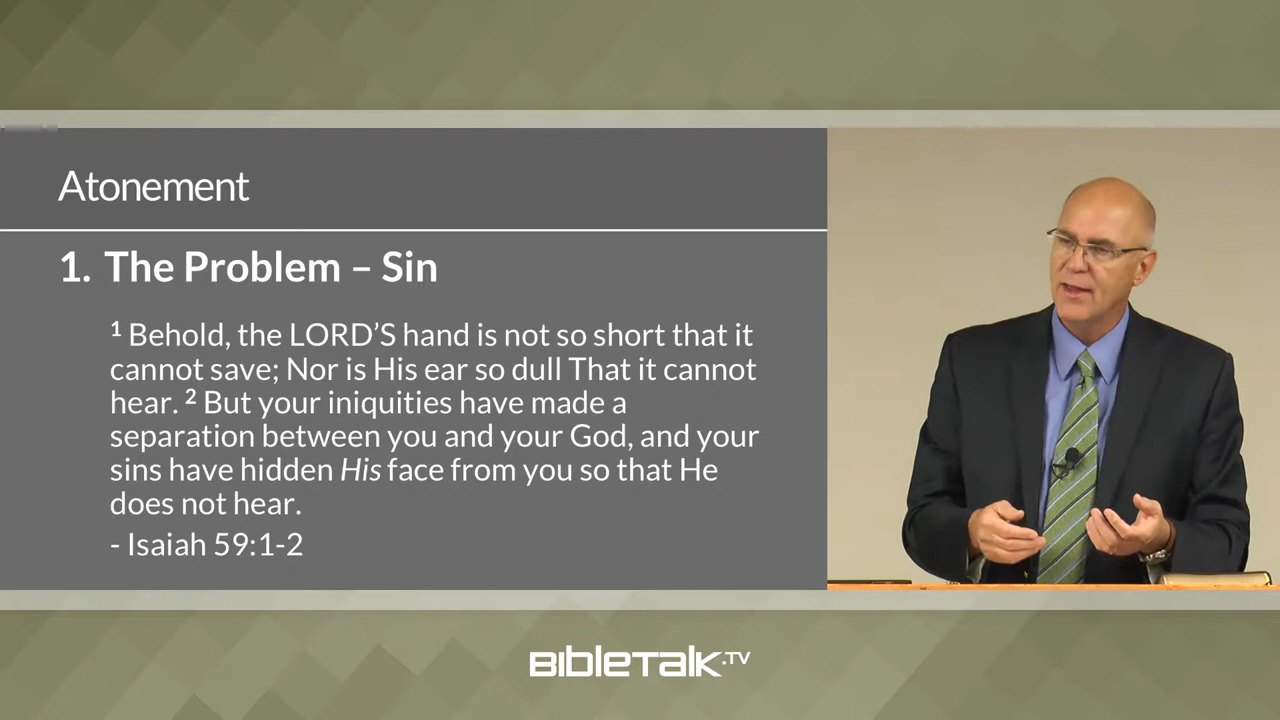 Atonement
1. The Problem – Sin
1 Behold, the LORD’S hand is not so short that it
cannot save; Nor is His ear so dull That it cannot
hear. 2 But your iniquities have made a
separation between you and your God, and your
sins have hidden His face from you so that He
does not hear.
- Isaiah 59:1-2
BibleTalk.TV